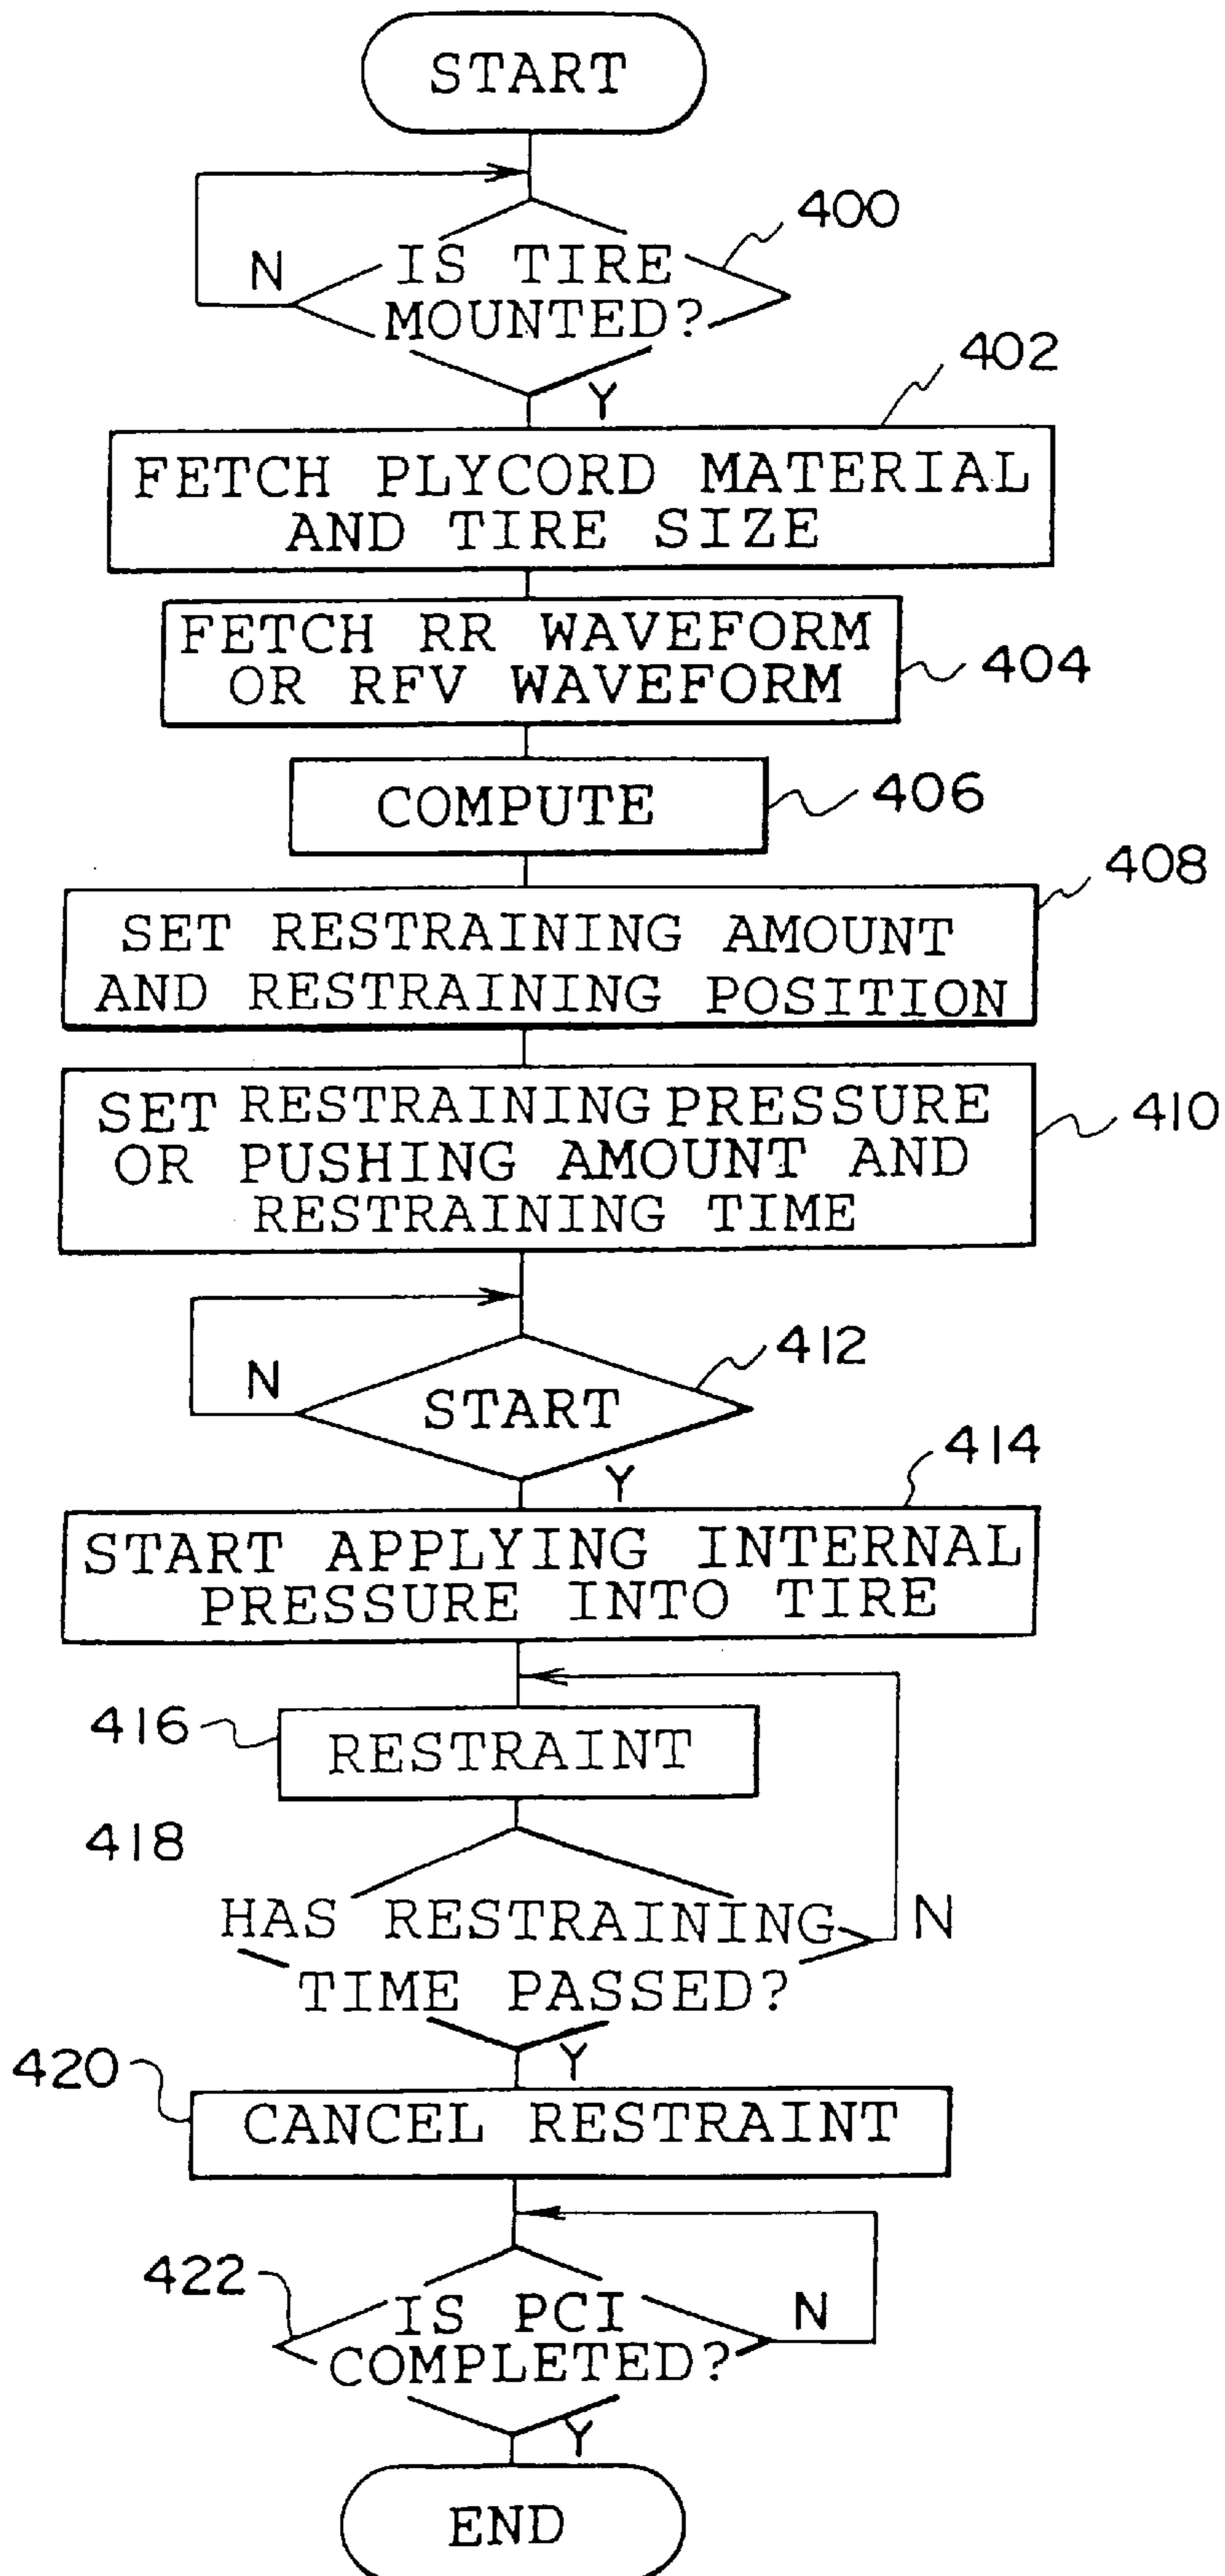 START
400
N
IS TIRE
MOUNTED?
Y
402
FETCH PLYCORD MATERIAL
AND TIRE SIZE
FETCH RR WAVEFORM
OR RFV WAVEFORM
404
COMPUTE
406
408
SET RESTRAINING AMOUNT
AND RESTRAINING POSITION
SET RESTRAINING PRESSURE
OR PUSHING AMOUNT AND
RESTRAINING TIME
410
412
N
START
Y
414
START APPLYING INTERNAL
PRESSURE INTO TIRE
416
RESTRAINT
418
HAS RESTRAINING
TIME PASSED?
N
Y
420
CANCEL RESTRAINT
422
IS PCI
COMPLETED?
N
Y
END